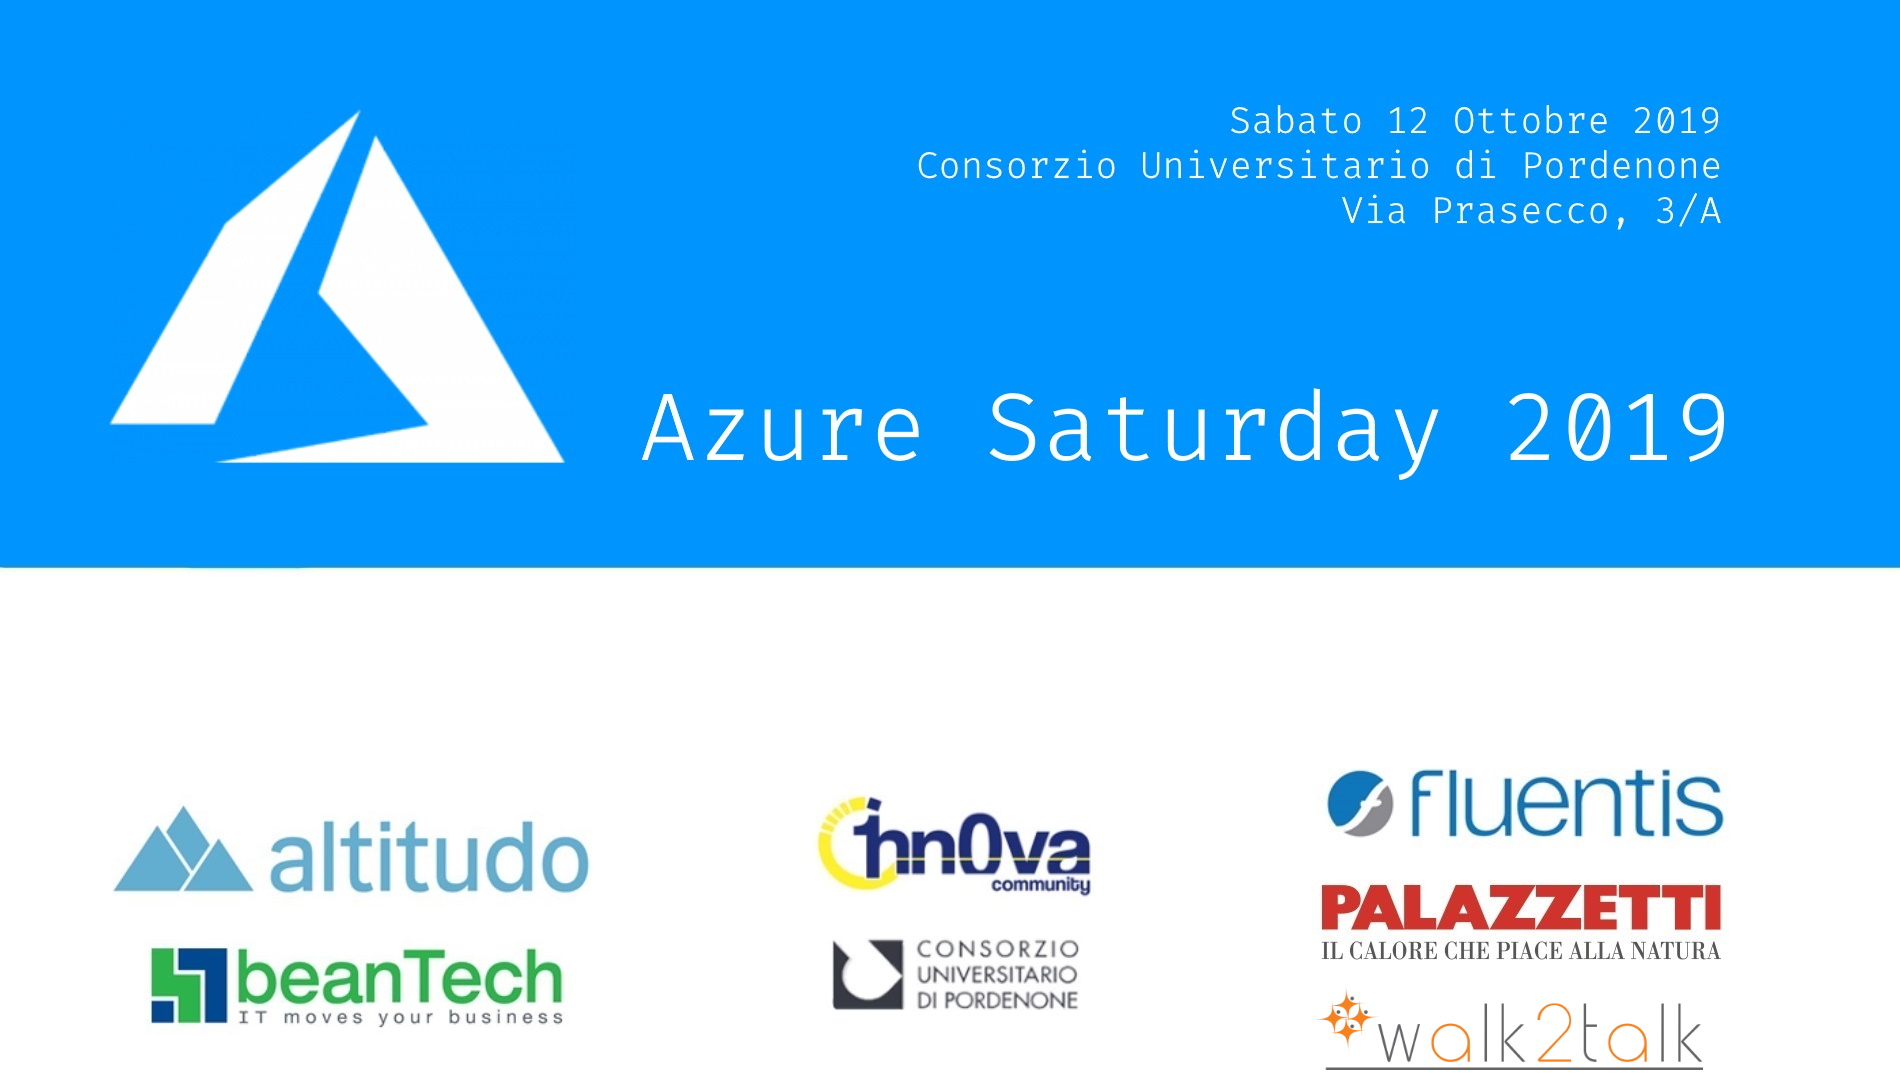 Sabato 12 Ottobre 2019
Consorzio Universitario di Pordenone
Via Prasecco, 3/A
Azure Saturday 2019
altitudo
beanTech
IT moves your business
inn0va
community
CONSORZIO
UNIVERSITARIO
DI PORDENONE
fluentis
PALAZZETTI
IL CALORE CHE PIACE ALLA NATURA
walk2talk